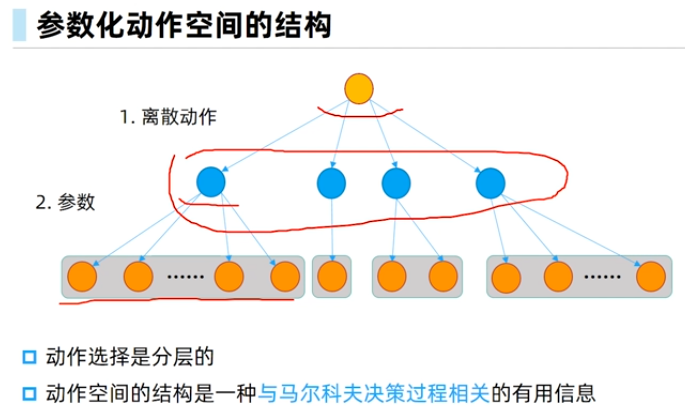 参数化动作空间的结构
1. 离散动作
2. 参数
······
······
动作选择是分层的
动作空间的结构是一种与马尔科夫决策过程相关的有用信息